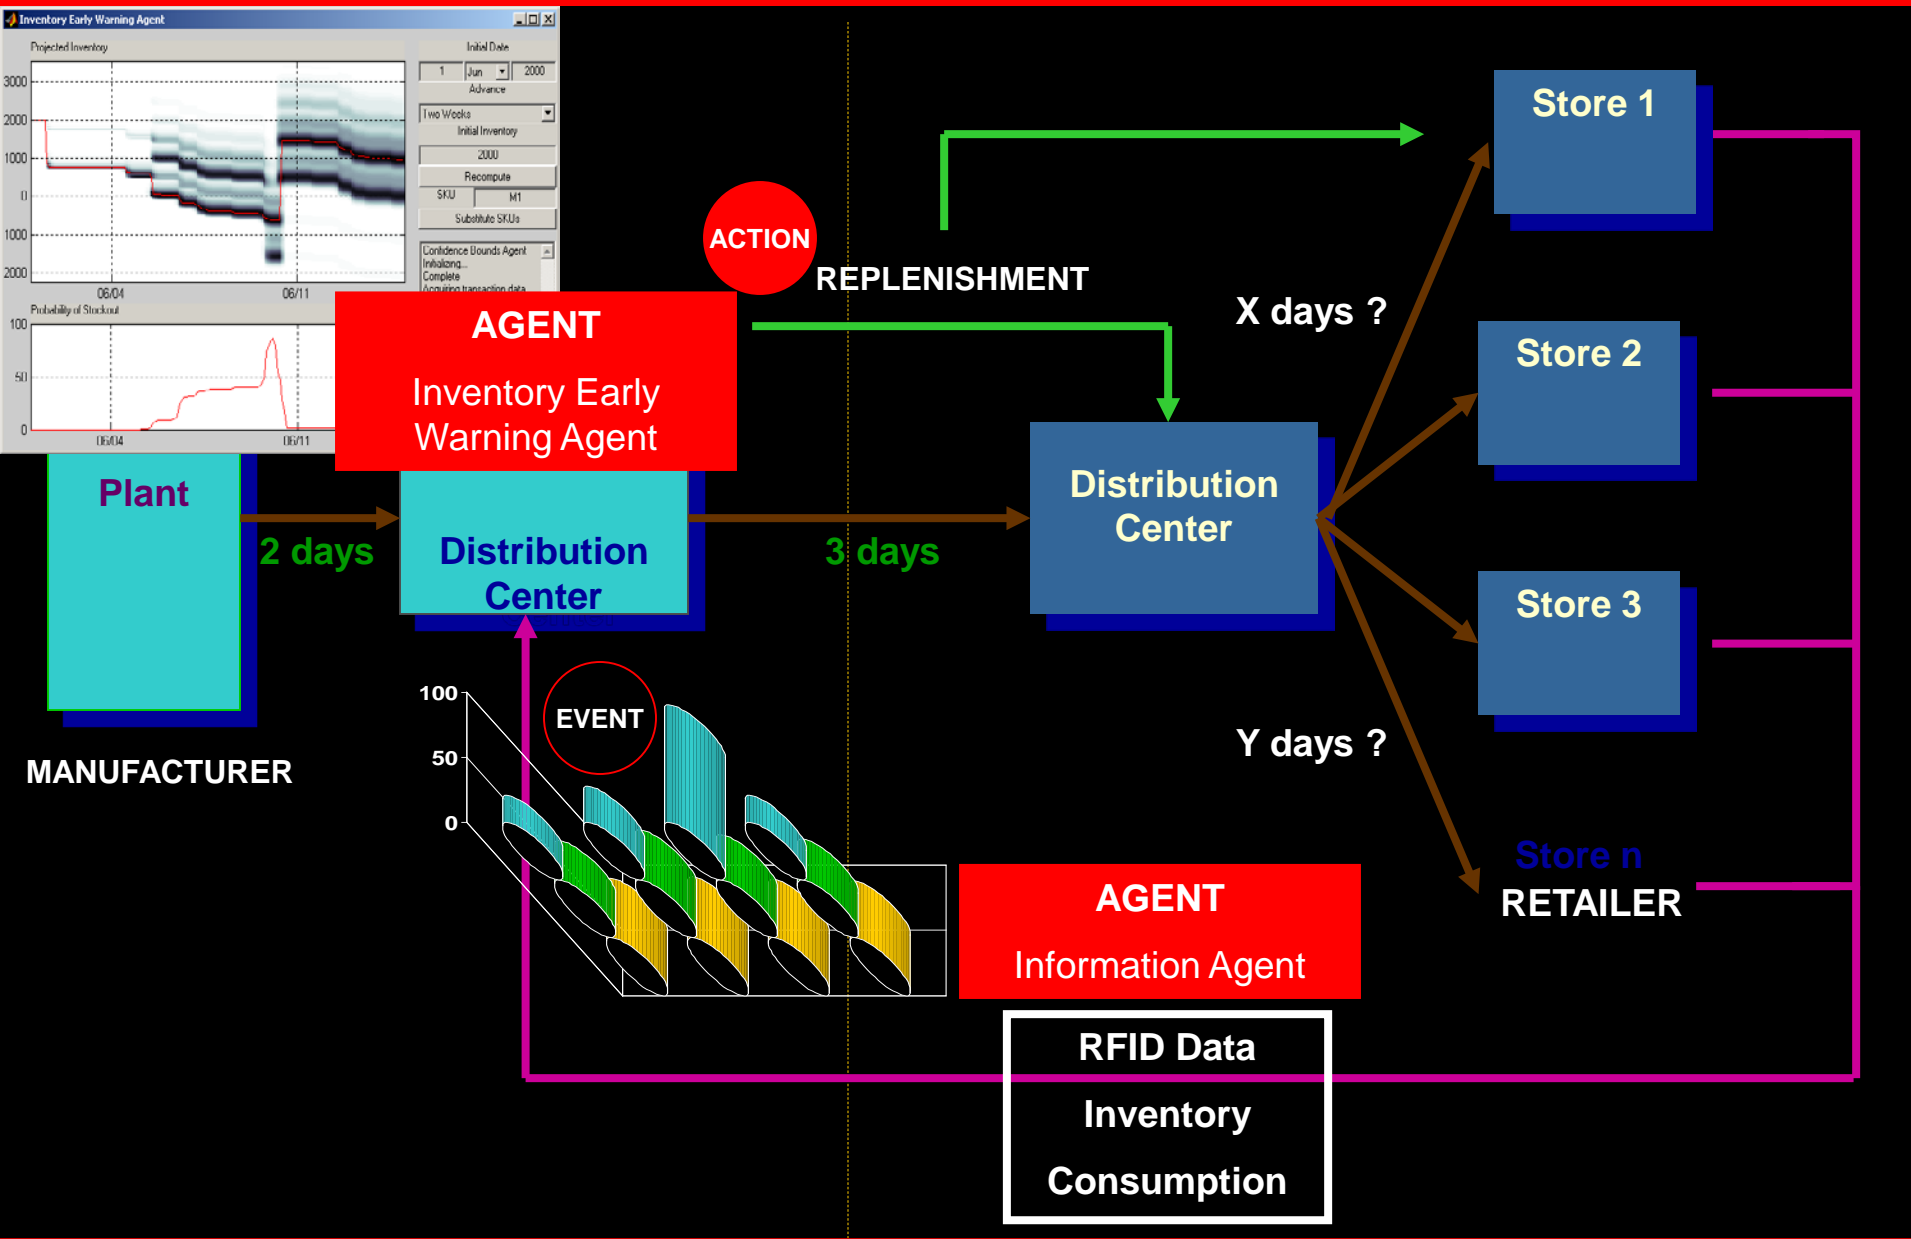 Inventory Early Warning Agent
Projected Inventory
3000
2000
1000
0
1000
2000
06/04
06/11
Initial Date
1
Jun
2000
Advance
Two Weeks
Initial Inventory
2000
Recompute
SKU
M1
Substitute SKUs
Confidence Bounds Agent
Initializing...
Complete
Acquiring transaction data
Probability of Stockout
100
50
0
06/04
06/11
AGENT
Inventory Early
Warning Agent
ACTION
REPLENISHMENT
Store 1
X days ?
Store 2
Plant
2 days
Distribution
Center
3 days
Distribution
Center
Store 3
MANUFACTURER
100
50
0
EVENT
Y days ?
Store n
RETAILER
AGENT
Information Agent
RFID Data
Inventory
Consumption